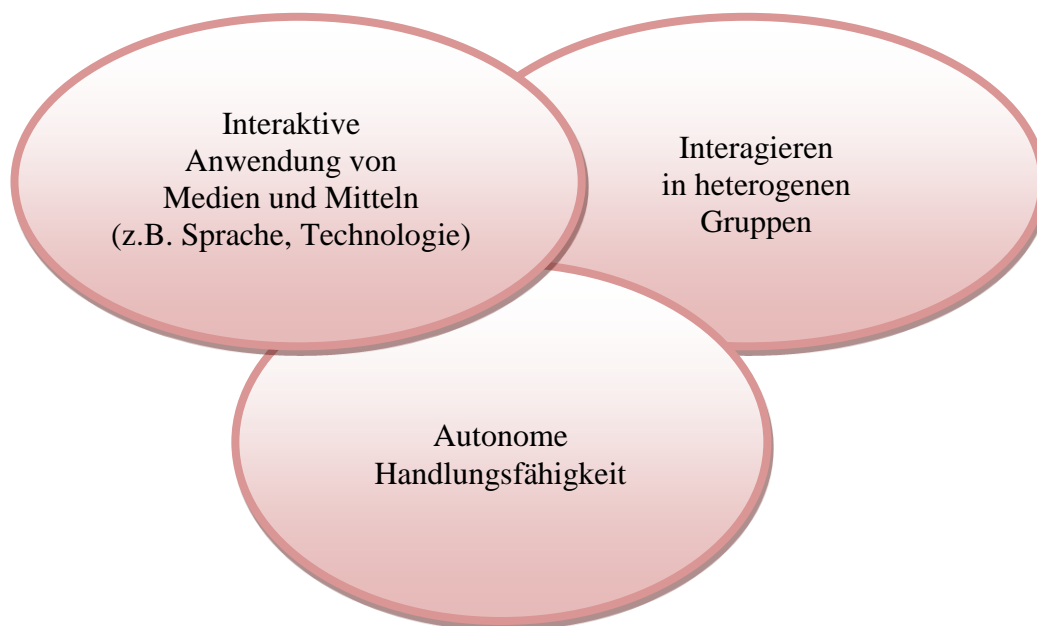 Interaktive
Anwendung von
Medien und Mitteln
(z.B. Sprache, Technologie)
Interagieren
in heterogenen
Gruppen
Autonome
Handlungsfähigkeit